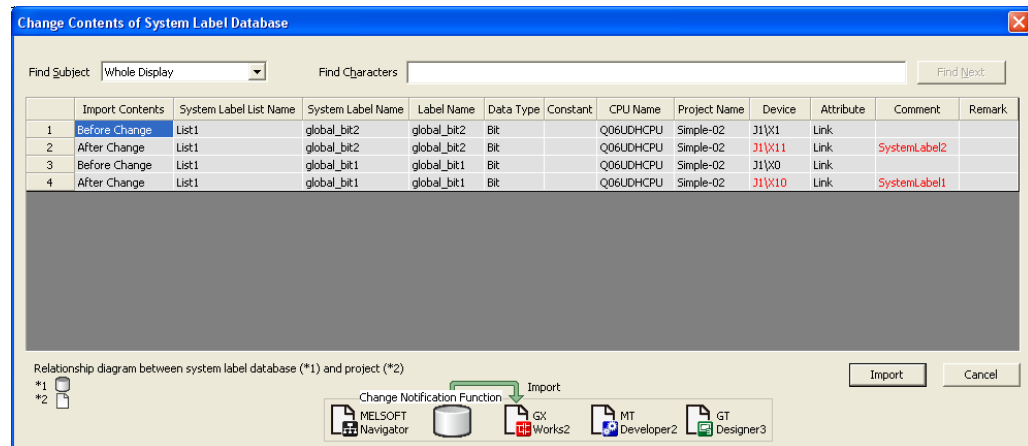 Change Contents of System Label Database
Find Subject Whole Display Find Characters Find Next
Import Contents System Label List Name System Label Name Label Name Data Type Constant CPU Name Project Name Device Attribute Comment Remark
1 Before Change List1 global_bit2 global_bit2 Bit Q06UDHCPU Simple-02 J1\X1 Link
2 After Change List1 global_bit2 global_bit2 Bit Q06UDHCPU Simple-02 J1\X11 Link SystemLabel2
3 Before Change List1 global_bit1 global_bit1 Bit Q06UDHCPU Simple-02 J1\X0 Link
4 After Change List1 global_bit1 global_bit1 Bit Q06UDHCPU Simple-02 J1\X10 Link SystemLabel1
Relationship diagram between system label database (*1) and project (*2)
*1
*2
Import Cancel
Import
Change Notification Function
MELSOFT Navigator
GX Works2
MT Developer2
GT Designer3